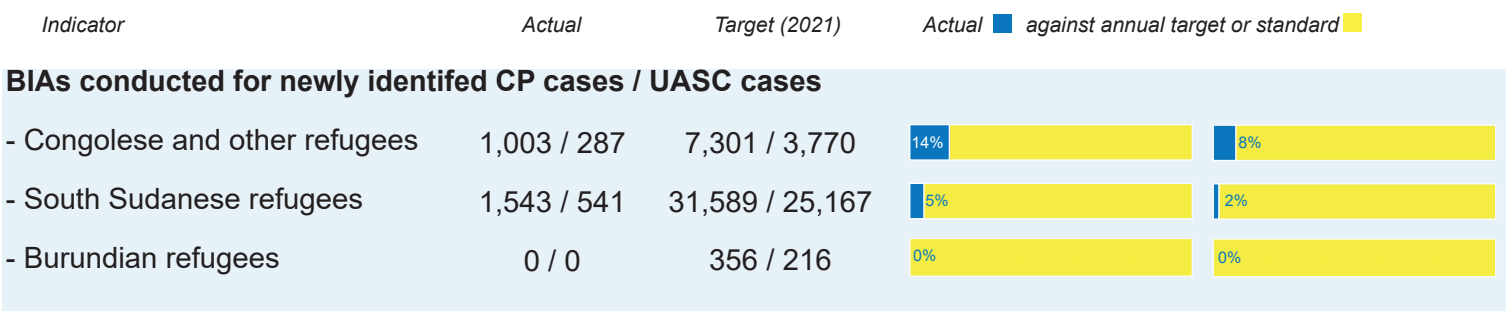 Indicator Actual Target (2021) Actual against annual target or standard
BIAs conducted for newly identifed CP cases / UASC cases
- Congolese and other refugees 1,003 / 287 7,301 / 3,770 14% 8%
- South Sudanese refugees 1,543 / 541 31,589 / 25,167 5% 2%
- Burundian refugees 0 / 0 356 / 216 0% 0%